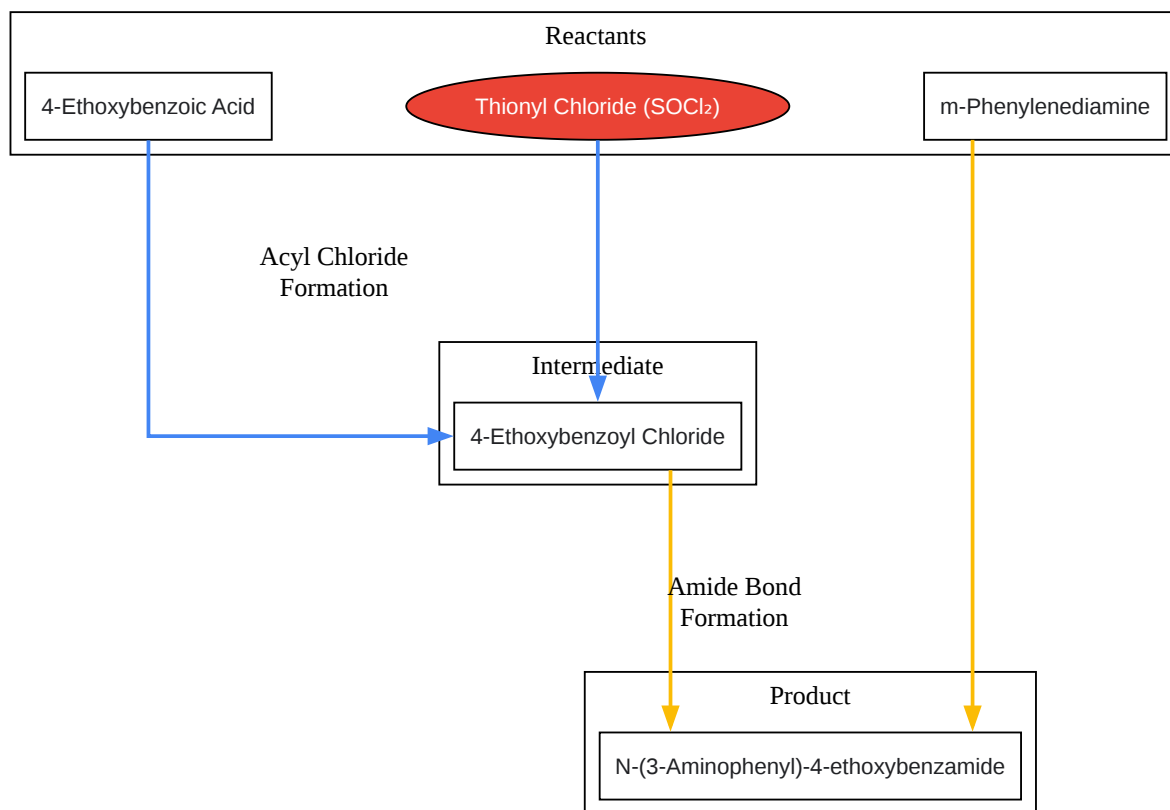 Reactants
4-Ethoxybenzoic Acid
Thionyl Chloride (SOCl₂)
m-Phenylenediamine
Acyl Chloride
Formation
Intermediate
4-Ethoxybenzoyl Chloride
Amide Bond
Formation
Product
N-(3-Aminophenyl)-4-ethoxybenzamide